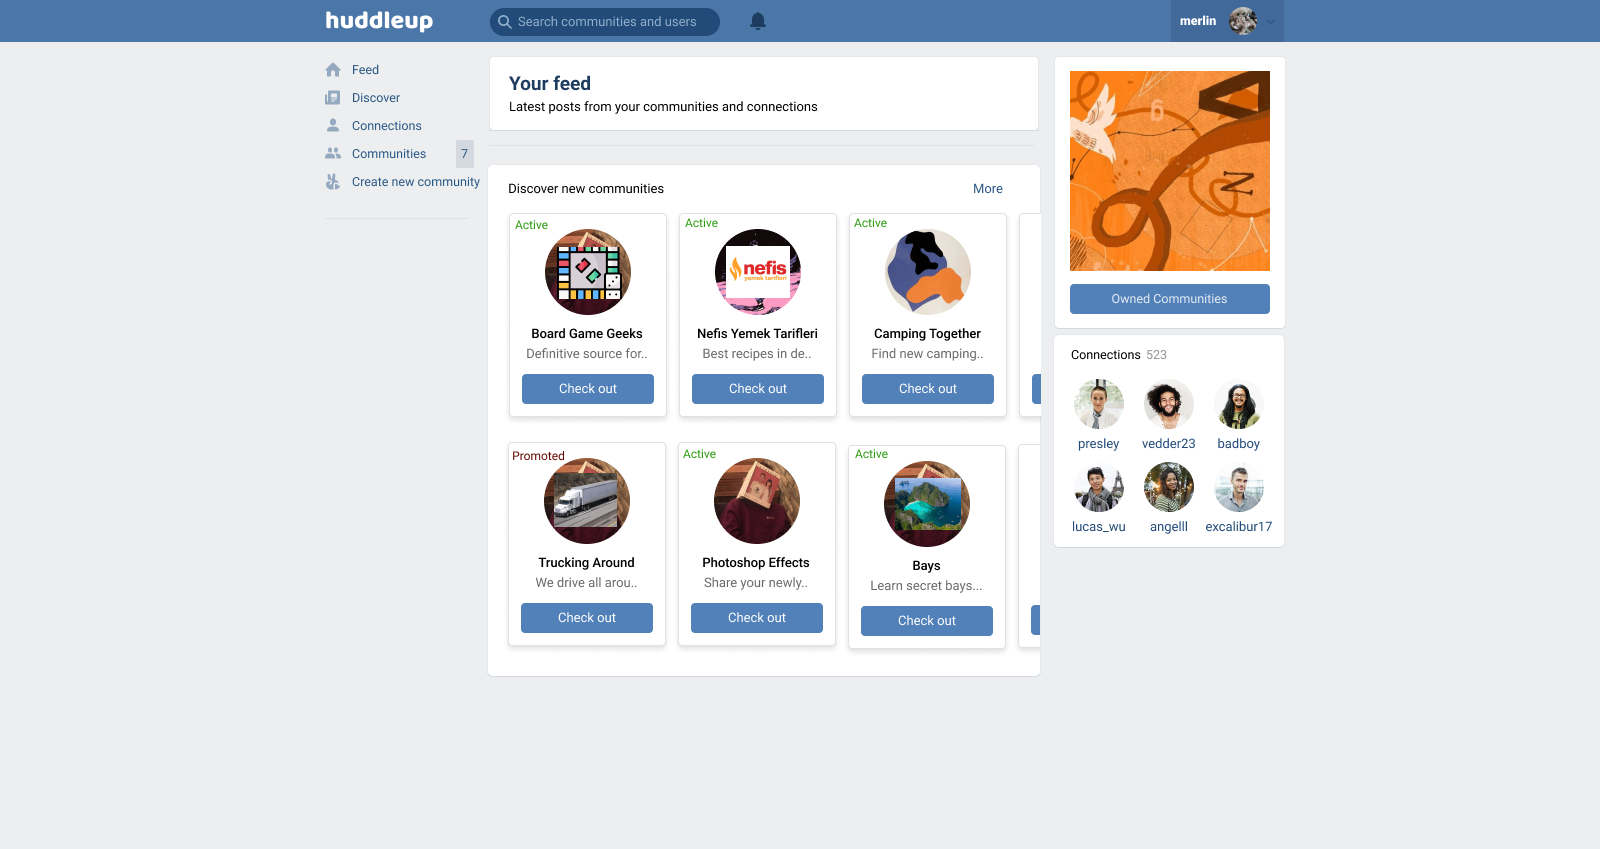 huddleup
Search communities and users
merlin
Feed
Discover
Connections
Communities 7
Create new community
Your feed
Latest posts from your communities and connections
Discover new communities
More
Active
Board Game Geeks
Definitive source for..
Check out
Active
nefis
yemek tarifleri
Nefis Yemek Tarifleri
Best recipes in de..
Check out
Active
Camping Together
Find new camping..
Check out
Promoted
Trucking Around
We drive all arou..
Check out
Active
Photoshop Effects
Share your newly..
Check out
Active
Bays
Learn secret bays...
Check out
Owned Communities
Connections 523
presley
vedder23
badboy
lucas_wu
angelll
excalibur17